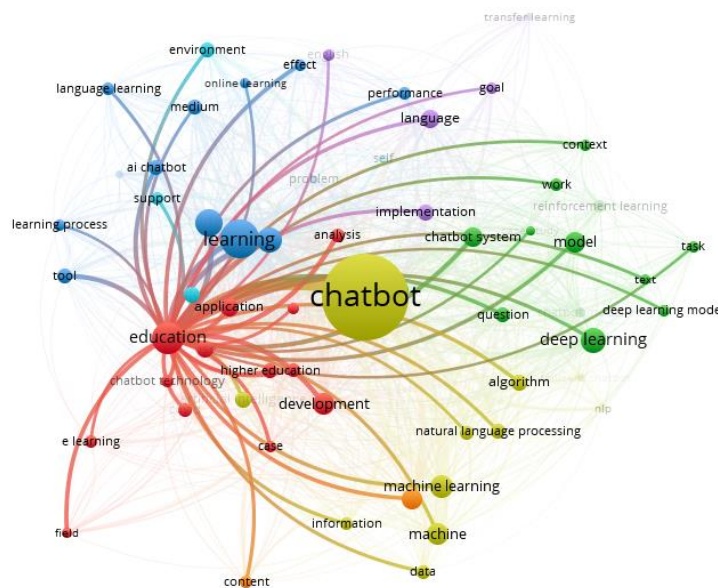 transfer learning
environment
english
effect
online learning
language learning
performance
goal
medium
language
context
self
ai chatbot
problem
work
support
implementation
reinforcement learning
learning process
learning
analysis
chatbot system
model
task
tool
text
chatbot
application
question
deep learning mode
education
deep learning
higher education
chatbot technology
algorithm
development
nlp
e learning
case
natural language processing
machine learning
information
field
machine
content
data